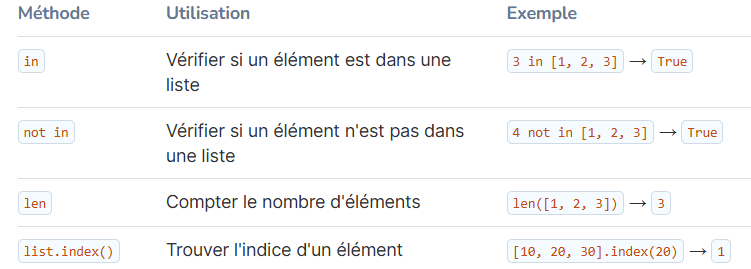 Méthode Utilisation Exemple
in Vérifier si un élément est dans une 3 in [1, 2, 3] → True
liste
not in Vérifier si un élément n'est pas dans 4 not in [1, 2, 3] → True
une liste
len Compter le nombre d'éléments len([1, 2, 3]) → 3
list.index() Trouver l'indice d'un élément [10, 20, 30].index(20) → 1